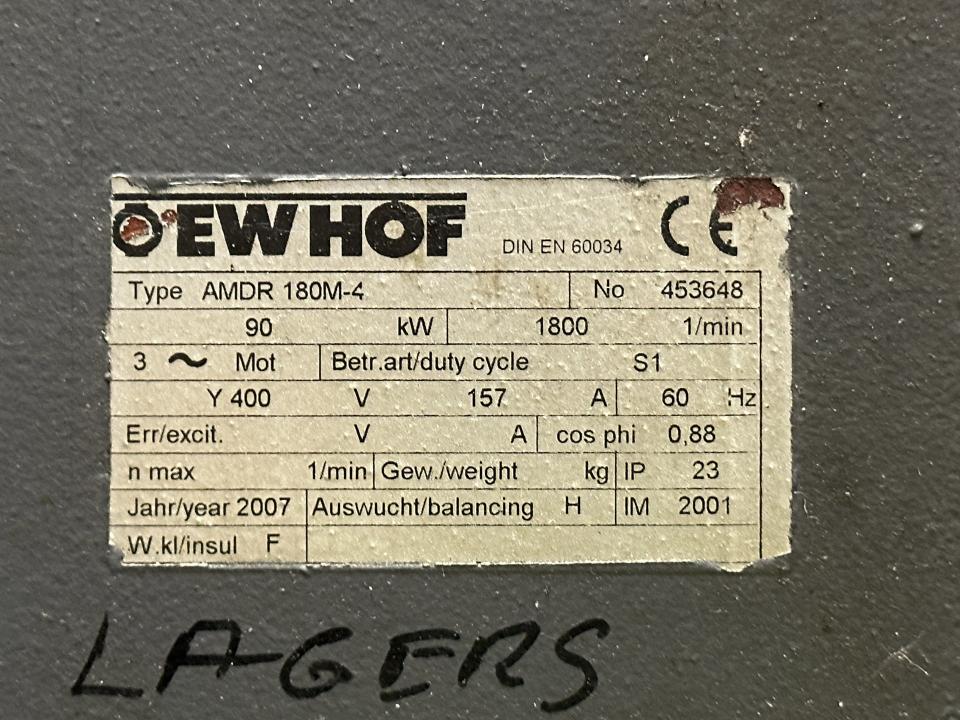 OEWHOF DIN EN 60034 CE
Type AMDR 180M-4 No 453648
90 kW 1800 1/min
3 ~ Mot Betr.art/duty cycle S1
Y 400 V 157 A 60 Hz
Err/excit. V A cos phi 0,88
n max 1/min Gew./weight kg IP 23
Jahr/year 2007 Auswucht/balancing H IM 2001
W.kl/insul F
LAGERS